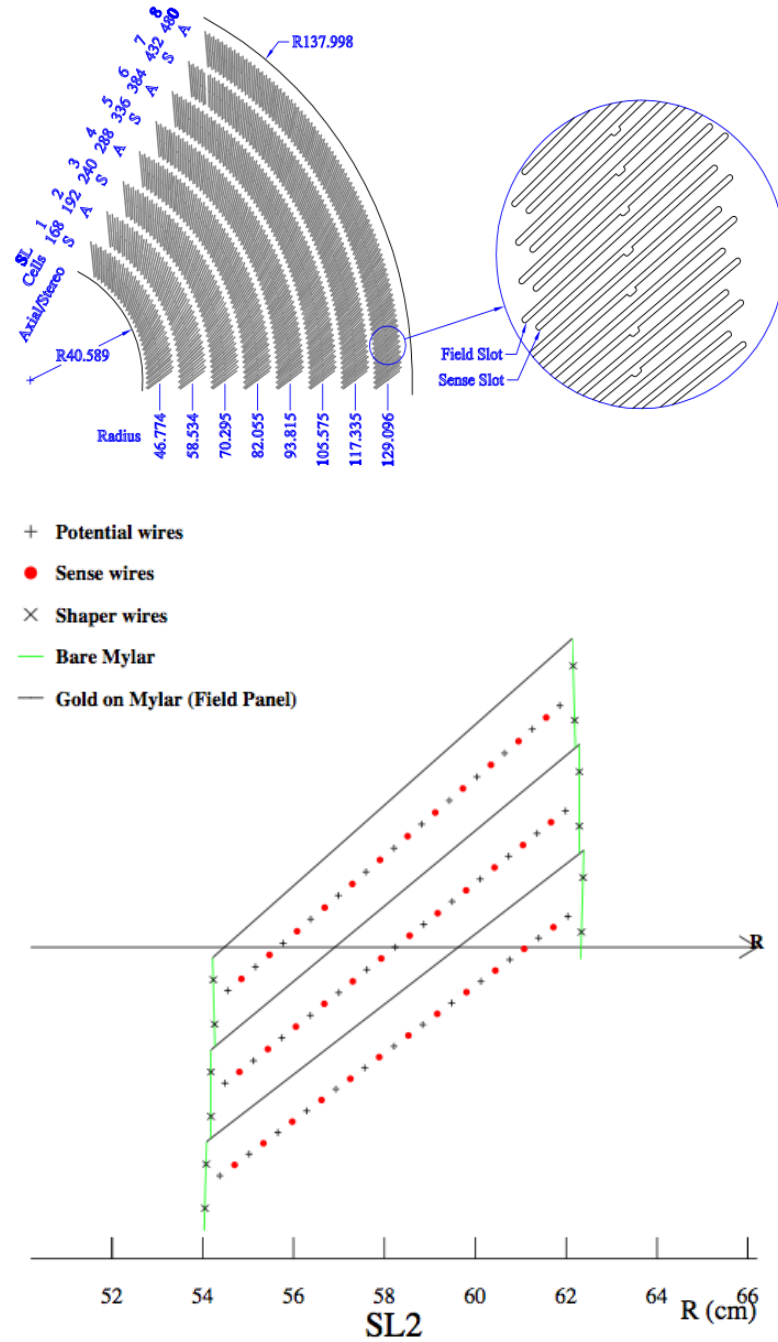 SL 1 2 3 4 5 6 7 8
Cells 168 192 240 288 336 384 432 480
Axial/Stereo S A S A S A S A
R137.998
R40.589
Field Slot
Sense Slot
Radius 46.774 58.534 70.295 82.055 93.815 105.575 117.335 129.096
Potential wires
Sense wires
Shaper wires
Bare Mylar
Gold on Mylar (Field Panel)
R
52 54 56 58 60 62 64 66
SL2 R (cm)